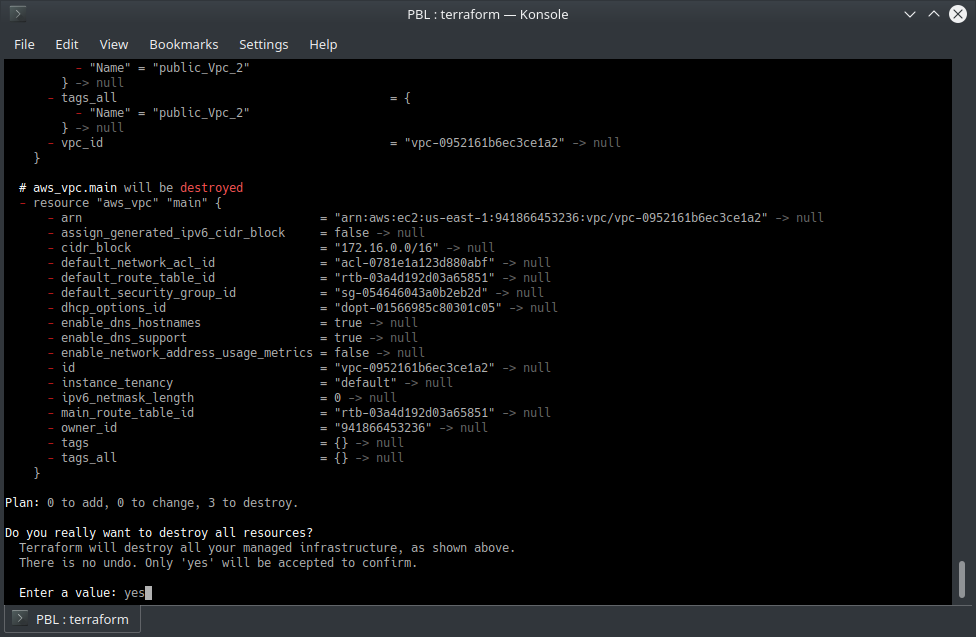 PBL : terraform — Konsole
File Edit View Bookmarks Settings Help
- "Name" = "public_Vpc_2"
} -> null
- tags_all = {
- "Name" = "public_Vpc_2"
} -> null
- vpc_id = "vpc-0952161b6ec3ce1a2" -> null
}
# aws_vpc.main will be destroyed
- resource "aws_vpc" "main" {
- arn = "arn:aws:ec2:us-east-1:941866453236:vpc/vpc-0952161b6ec3ce1a2" -> null
- assign_generated_ipv6_cidr_block = false -> null
- cidr_block = "172.16.0.0/16" -> null
- default_network_acl_id = "acl-0781e1a123d880abf" -> null
- default_route_table_id = "rtb-03a4d192d03a65851" -> null
- default_security_group_id = "sg-054646043a0b2eb2d" -> null
- dhcp_options_id = "dopt-01566985c80301c05" -> null
- enable_dns_hostnames = true -> null
- enable_dns_support = true -> null
- enable_network_address_usage_metrics = false -> null
- id = "vpc-0952161b6ec3ce1a2" -> null
- instance_tenancy = "default" -> null
- ipv6_netmask_length = 0 -> null
- main_route_table_id = "rtb-03a4d192d03a65851" -> null
- owner_id = "941866453236" -> null
- tags = {} -> null
- tags_all = {} -> null
}
Plan: 0 to add, 0 to change, 3 to destroy.
Do you really want to destroy all resources?
Terraform will destroy all your managed infrastructure, as shown above.
There is no undo. Only 'yes' will be accepted to confirm.
Enter a value: yes
PBL : terraform